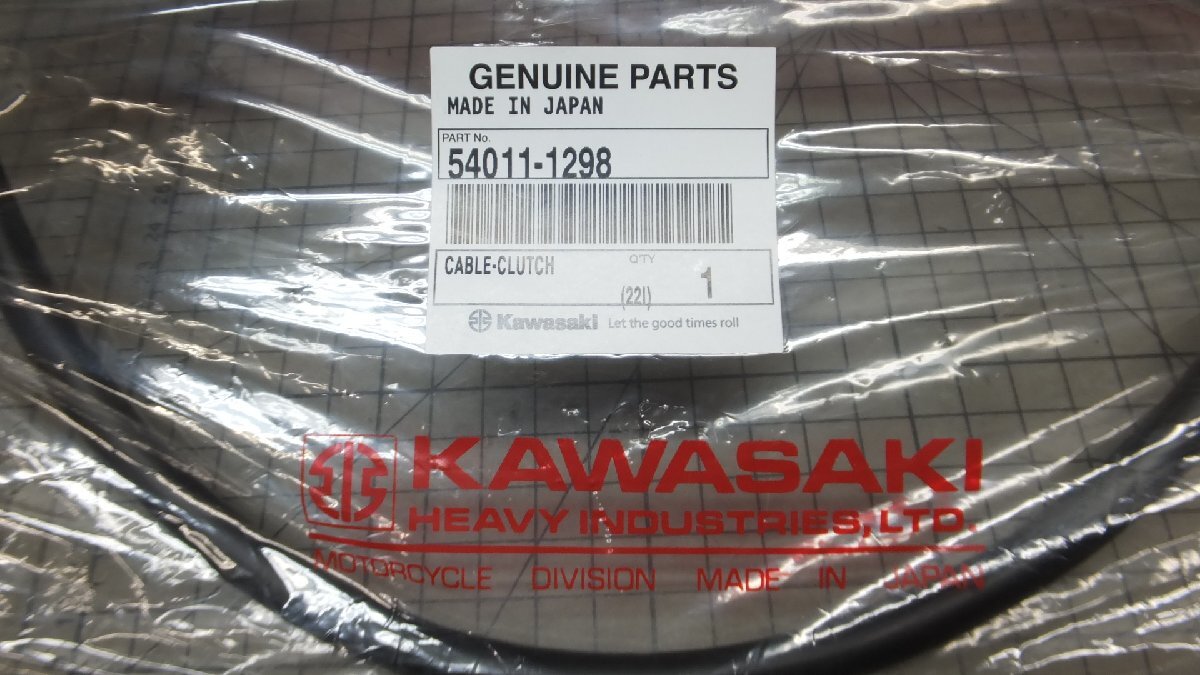 GENUINE PARTS
MADE IN JAPAN
PART No.
54011-1298
CABLE-CLUTCH
Q'TY
1
(22I)
Kawasaki Let the good times roll
KAWASAKI
HEAVY INDUSTRIES, LTD.
MOTORCYCLE DIVISION MADE IN JAPAN